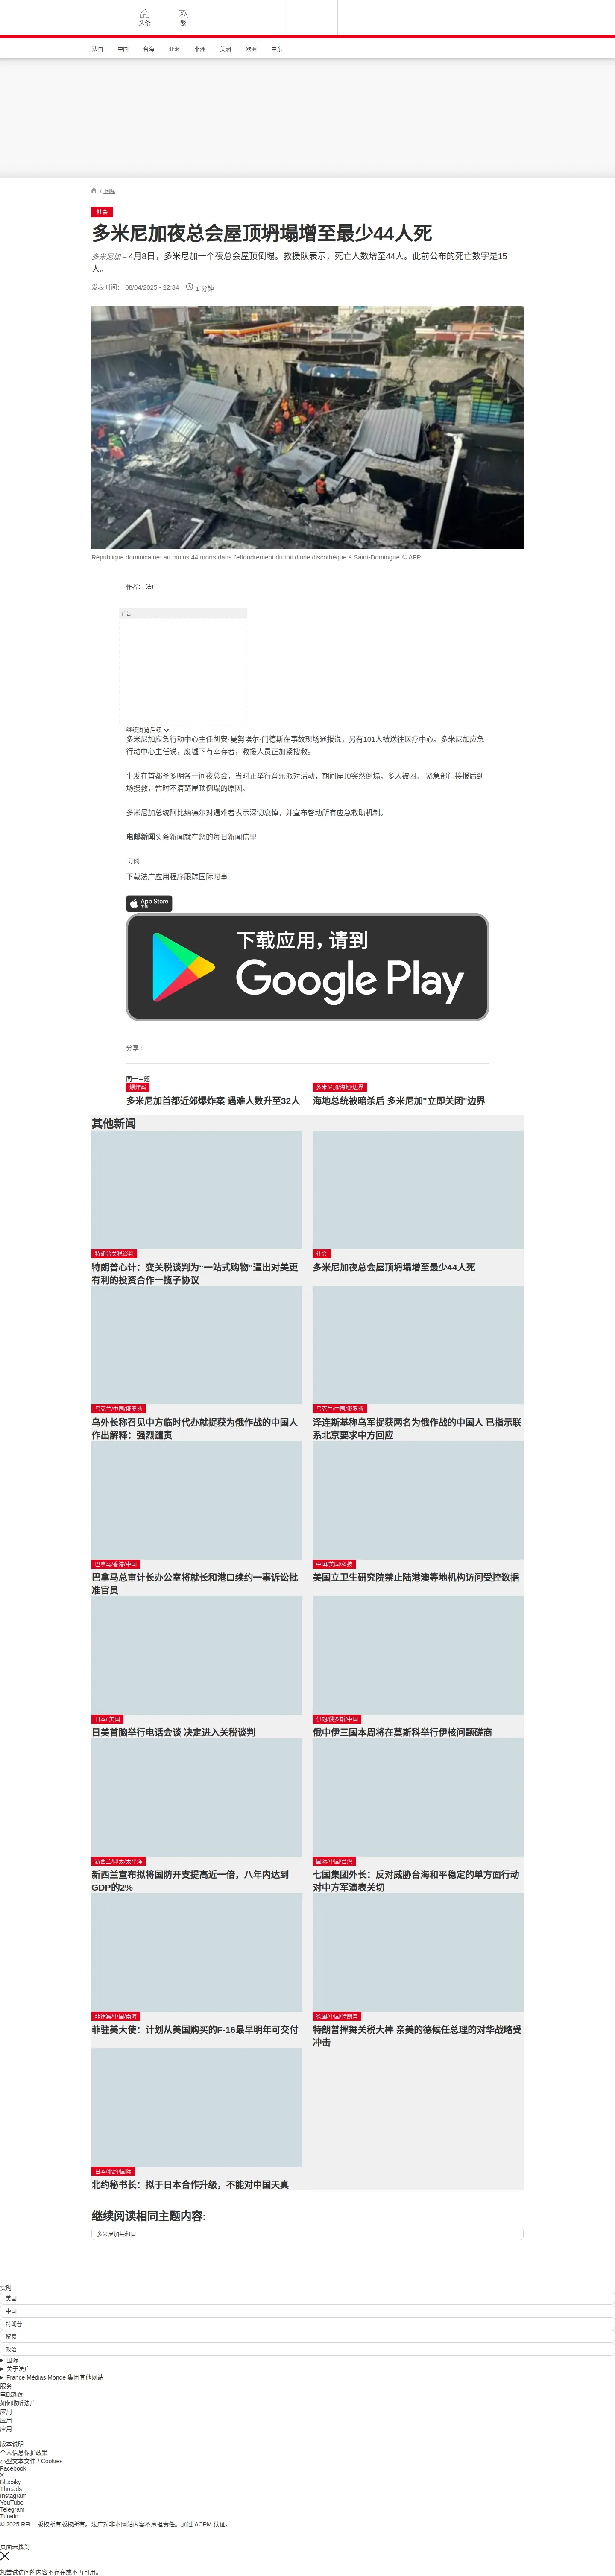 头条
繁
法国 中国 台海 亚洲 非洲 美洲 欧洲 中东
/ 国际
社会
多米尼加夜总会屋顶坍塌增至最少44人死
多米尼加 – 4月8日，多米尼加一个夜总会屋顶倒塌。救援队表示，死亡人数增至44人。此前公布的死亡数字是15
人。
发表时间： 08/04/2025 - 22:34 1 分钟
République dominicaine: au moins 44 morts dans l'effondrement du toit d'une discothèque à Saint-Domingue © AFP
作者： 法广
广告
继续浏览后续
多米尼加应急行动中心主任胡安·曼努埃尔·门德斯在事故现场通报说，另有101人被送往医疗中心。多米尼加应急
行动中心主任说，废墟下有幸存者，救援人员正加紧搜救。
事发在首都圣多明各一间夜总会，当时正举行音乐派对活动，期间屋顶突然倒塌，多人被困。 紧急部门接报后到
场搜救，暂时不清楚屋顶倒塌的原因。
多米尼加总统阿比纳德尔对遇难者表示深切哀悼，并宣布啓动所有应急救助机制。
电邮新闻头条新闻就在您的每日新闻信里
订阅
下载法广应用程序跟踪国际时事
App Store
下载
下载应用，请到
Google Play
分享 :
同一主题
爆炸案
多米尼加首都近郊爆炸案 遇难人数升至32人
多米尼加/海地/边界
海地总统被暗杀后 多米尼加"立即关闭"边界
其他新闻
特朗普关税谈判
特朗普心计：变关税谈判为“一站式购物”逼出对美更
有利的投资合作一揽子协议
社会
多米尼加夜总会屋顶坍塌增至最少44人死
乌克兰/中国/俄罗斯
乌外长称召见中方临时代办就捉获为俄作战的中国人
作出解释：强烈谴责
乌克兰/中国/俄罗斯
泽连斯基称乌军捉获两名为俄作战的中国人 已指示联
系北京要求中方回应
巴拿马/香港/中国
巴拿马总审计长办公室将就长和港口续约一事诉讼批
准官员
中国/美国/科技
美国立卫生研究院禁止陆港澳等地机构访问受控数据
日本/ 美国
日美首脑举行电话会谈 决定进入关税谈判
伊朗/俄罗斯/中国
俄中伊三国本周将在莫斯科举行伊核问题磋商
新西兰/印太/太平洋
新西兰宣布拟将国防开支提高近一倍，八年内达到
GDP的2%
国际/中国/台湾
七国集团外长：反对威胁台海和平稳定的单方面行动
对中方军演表关切
菲律宾/中国/南海
菲驻美大使：计划从美国购买的F-16最早明年可交付
德国/中国/特朗普
特朗普挥舞关税大棒 亲美的德候任总理的对华战略受
冲击
日本/北约/国际
北约秘书长：拟于日本合作升级，不能对中国天真
继续阅读相同主题内容:
多米尼加共和国
实时
美国
中国
特朗普
贸易
政治
国际
关于法广
France Médias Monde 集团其他网站
服务
电邮新闻
如何收听法广
应用
应用
应用
版本说明
个人信息保护政策
小型文本文件 / Cookies
Facebook
X
Bluesky
Threads
Instagram
YouTube
Telegram
TuneIn
© 2025 RFI – 版权所有版权所有。法广对非本网站内容不承担责任。通过 ACPM 认证。
页面未找到
您尝试访问的内容不存在或不再可用。